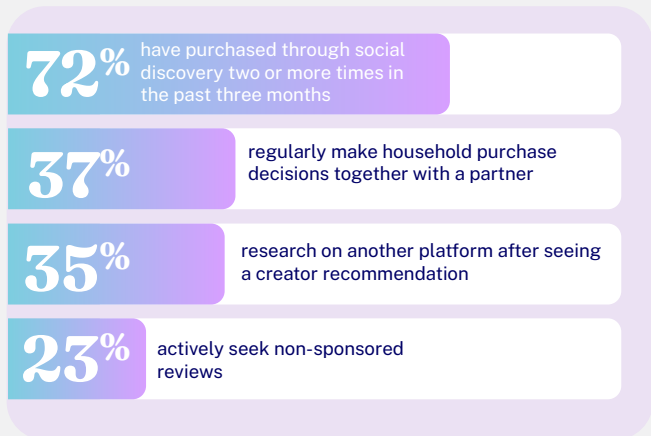 72% have purchased through social
discovery two or more times in
the past three months
37% regularly make household purchase
decisions together with a partner
35% research on another platform after seeing
a creator recommendation
23% actively seek non-sponsored
reviews